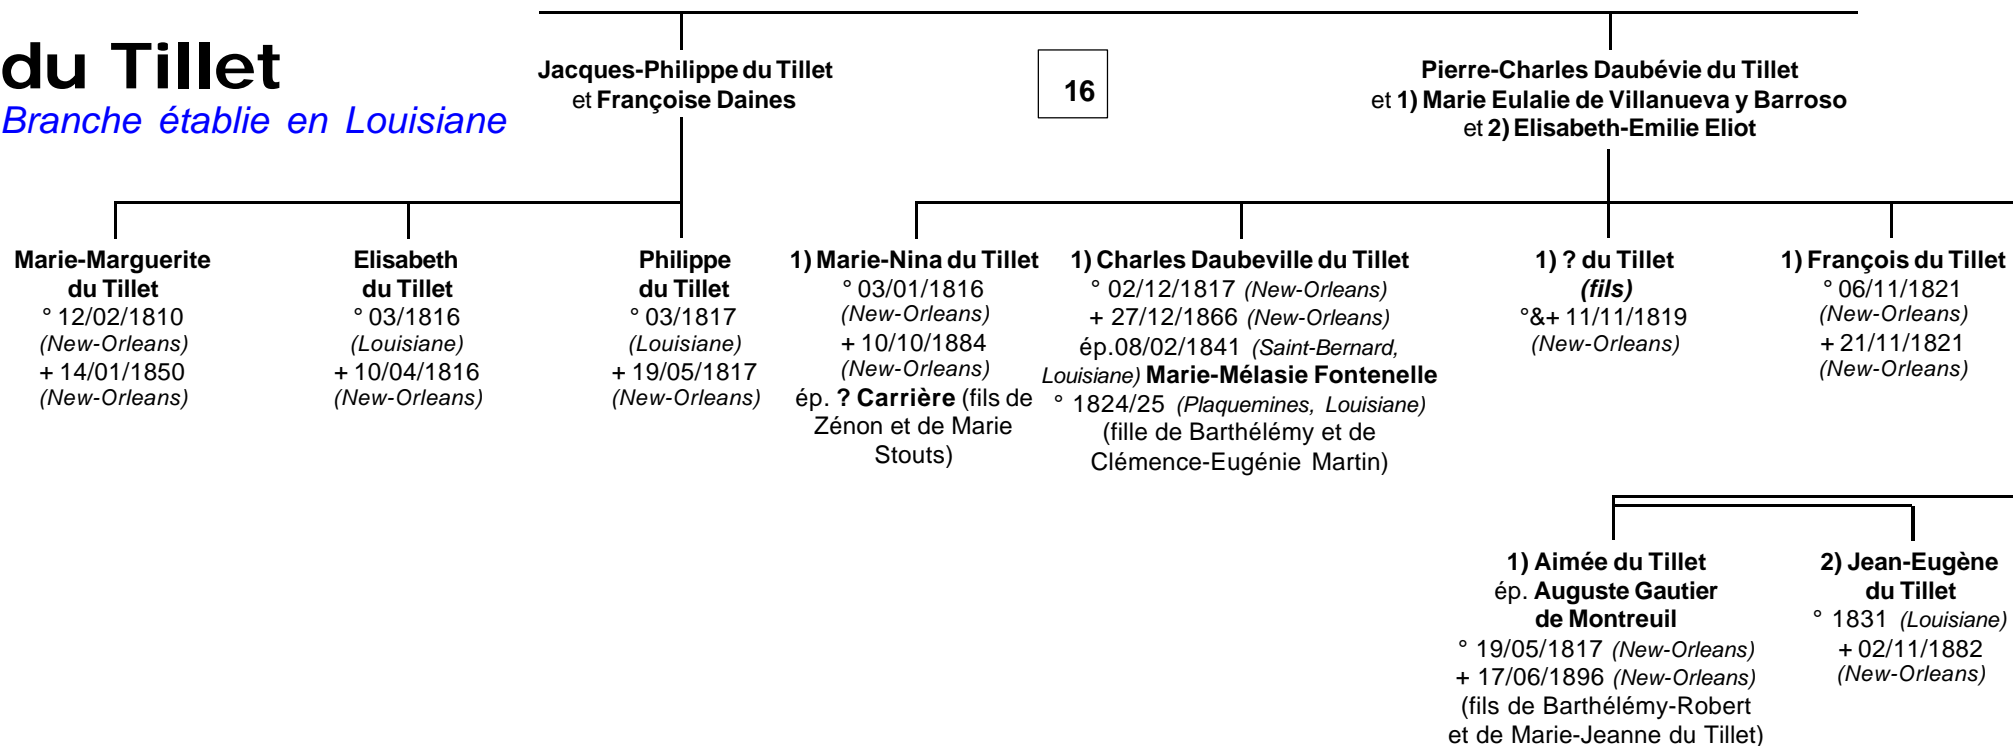 du Tillet
Branche établie en Louisiane
Jacques-Philippe du Tillet
et Françoise Daines
16
Pierre-Charles Daubévie du Tillet
et 1) Marie Eulalie de Villanueva y Barroso
et 2) Elisabeth-Emilie Eliot
Marie-Marguerite
du Tillet
° 12/02/1810
(New-Orleans)
+ 14/01/1850
(New-Orleans)
Elisabeth
du Tillet
° 03/1816
(Louisiane)
+ 10/04/1816
(New-Orleans)
Philippe
du Tillet
° 03/1817
(Louisiane)
+ 19/05/1817
(New-Orleans)
1) Marie-Nina du Tillet
° 03/01/1816
(New-Orleans)
+ 10/10/1884
(New-Orleans)
ép. ? Carrière (fils de
Zénon et de Marie
Stouts)
1) Charles Daubeville du Tillet
° 02/12/1817 (New-Orleans)
+ 27/12/1866 (New-Orleans)
ép.08/02/1841 (Saint-Bernard,
Louisiane) Marie-Mélasie Fontenelle
° 1824/25 (Plaquemines, Louisiane)
(fille de Barthélémy et de
Clémence-Eugénie Martin)
1) ? du Tillet
(fils)
°&+ 11/11/1819
(New-Orleans)
1) François du Tillet
° 06/11/1821
(New-Orleans)
+ 21/11/1821
(New-Orleans)
1) Aimée du Tillet
ép. Auguste Gautier
de Montreuil
° 19/05/1817 (New-Orleans)
+ 17/06/1896 (New-Orleans)
(fils de Barthélémy-Robert
et de Marie-Jeanne du Tillet)
2) Jean-Eugène
du Tillet
° 1831 (Louisiane)
+ 02/11/1882
(New-Orleans)